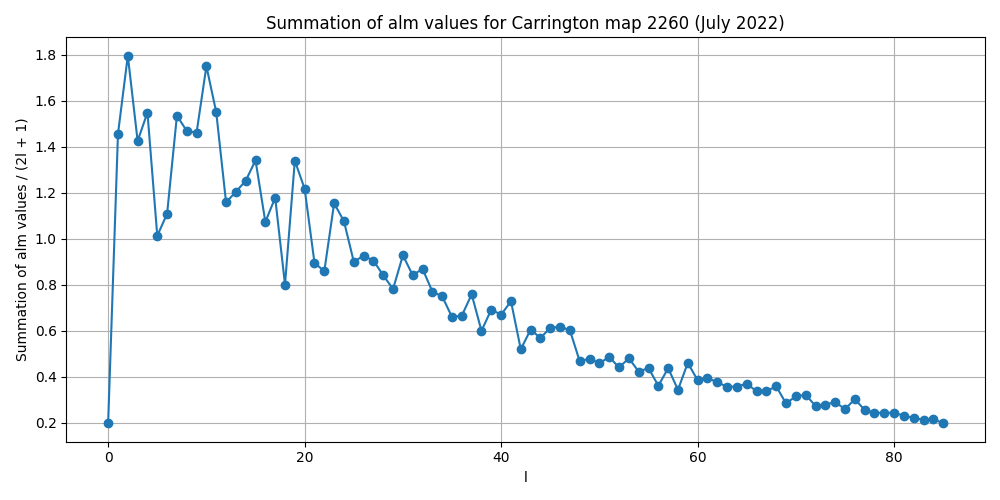 Summation of alm values for Carrington map 2260 (July 2022)
Summation of alm values / (2l + 1)
1.8
1.6
1.4
1.2
1.0
0.8
0.6
0.4
0.2
0 20 40 60 80
l